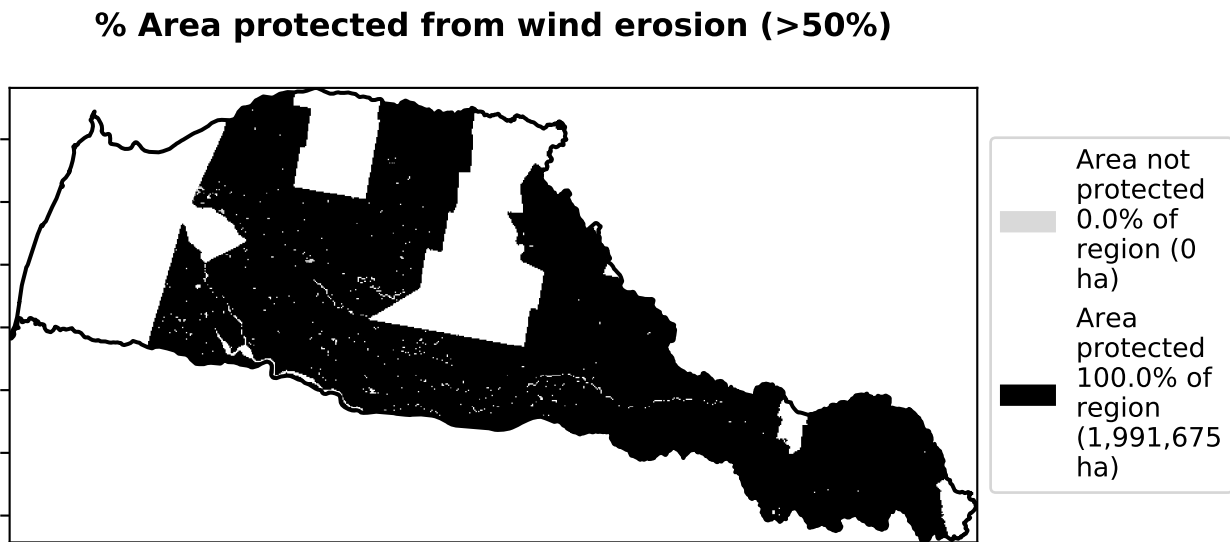 % Area protected from wind erosion (>50%)
Area not
protected
0.0% of
region (0
ha)
Area
protected
100.0% of
region
(1,991,675
ha)